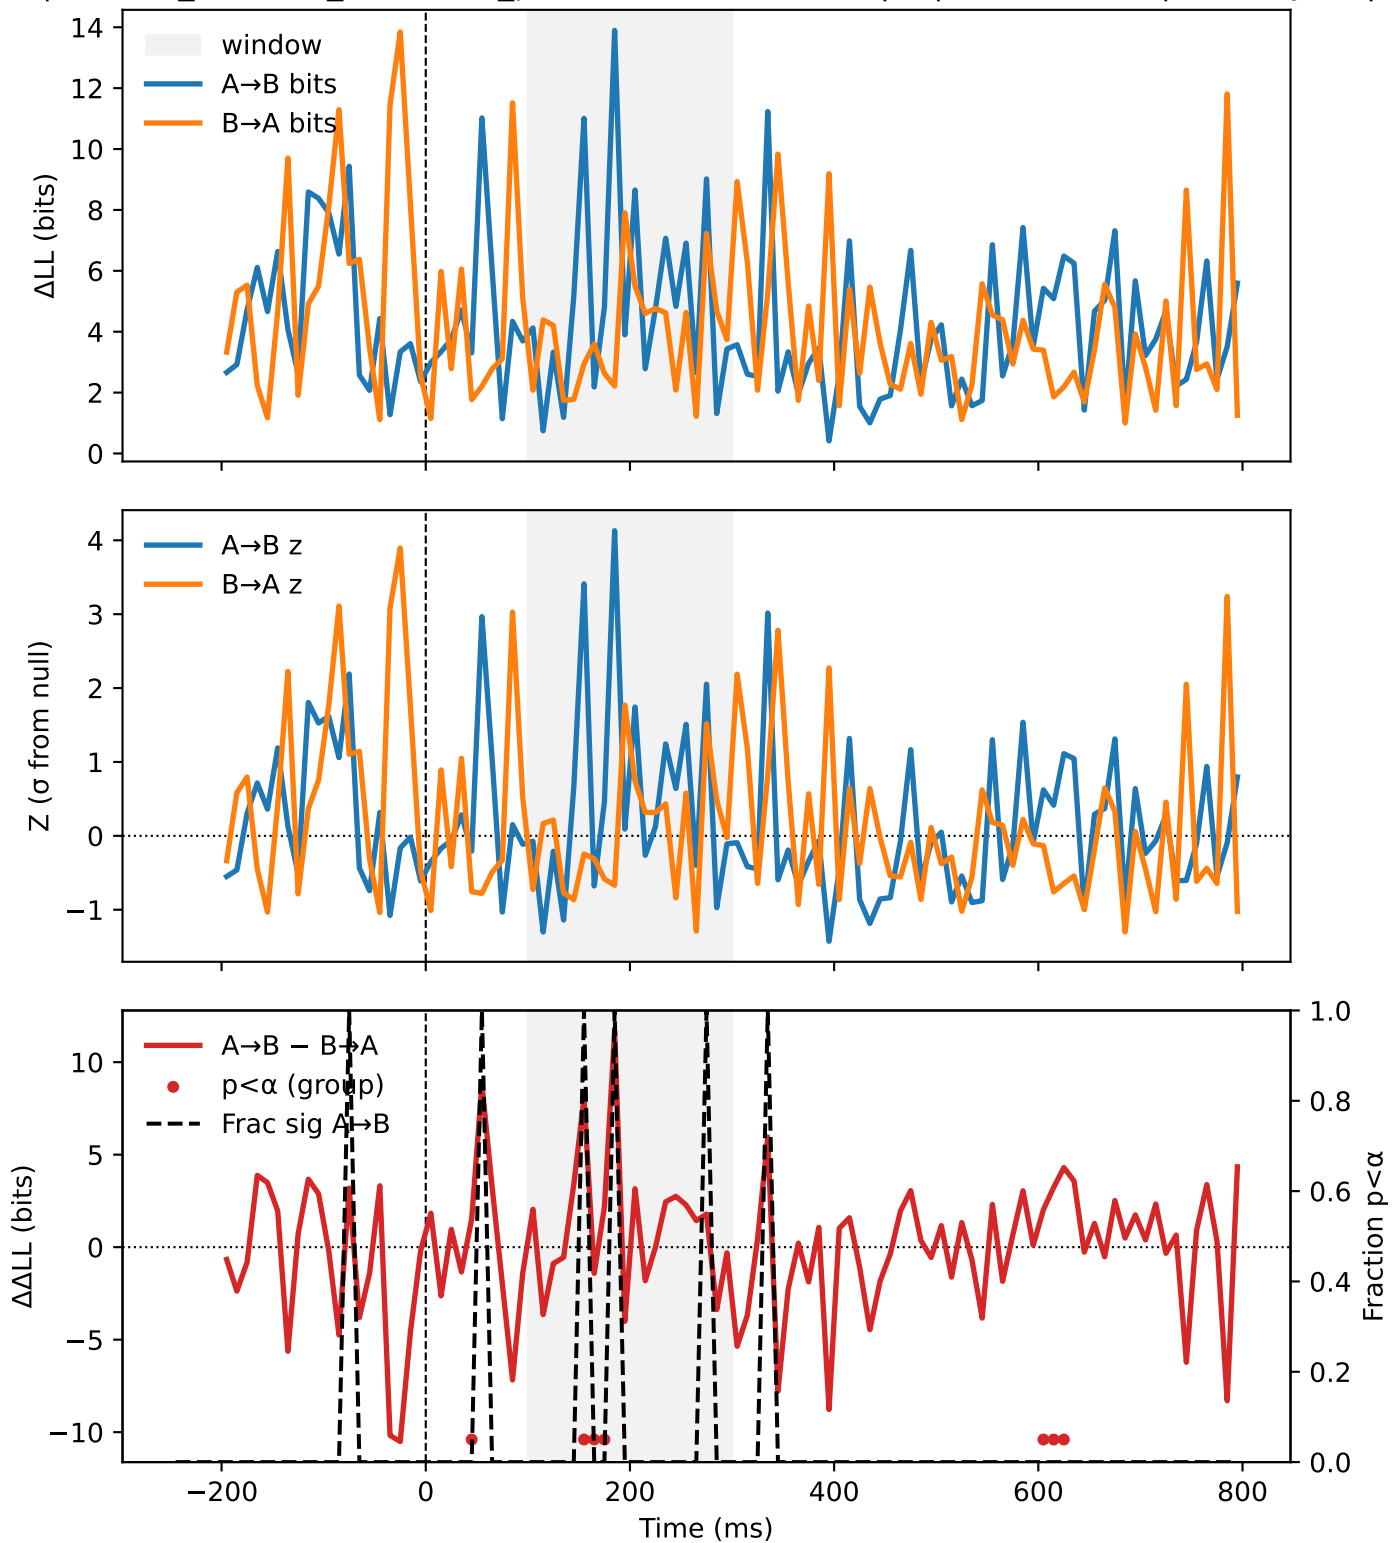 14
12
10
8
6
4
2
0
ΔLL (bits)
window
A→B bits
B→A bits
4
3
2
1
0
−1
Z (σ from null)
A→B z
B→A z
10
5
0
−5
−10
ΔΔLL (bits)
A→B − B→A
p<α (group)
Frac sig A→B
1.0
0.8
0.6
0.4
0.2
0.0
Fraction p<α
−200 0 200 400 600 800
Time (ms)